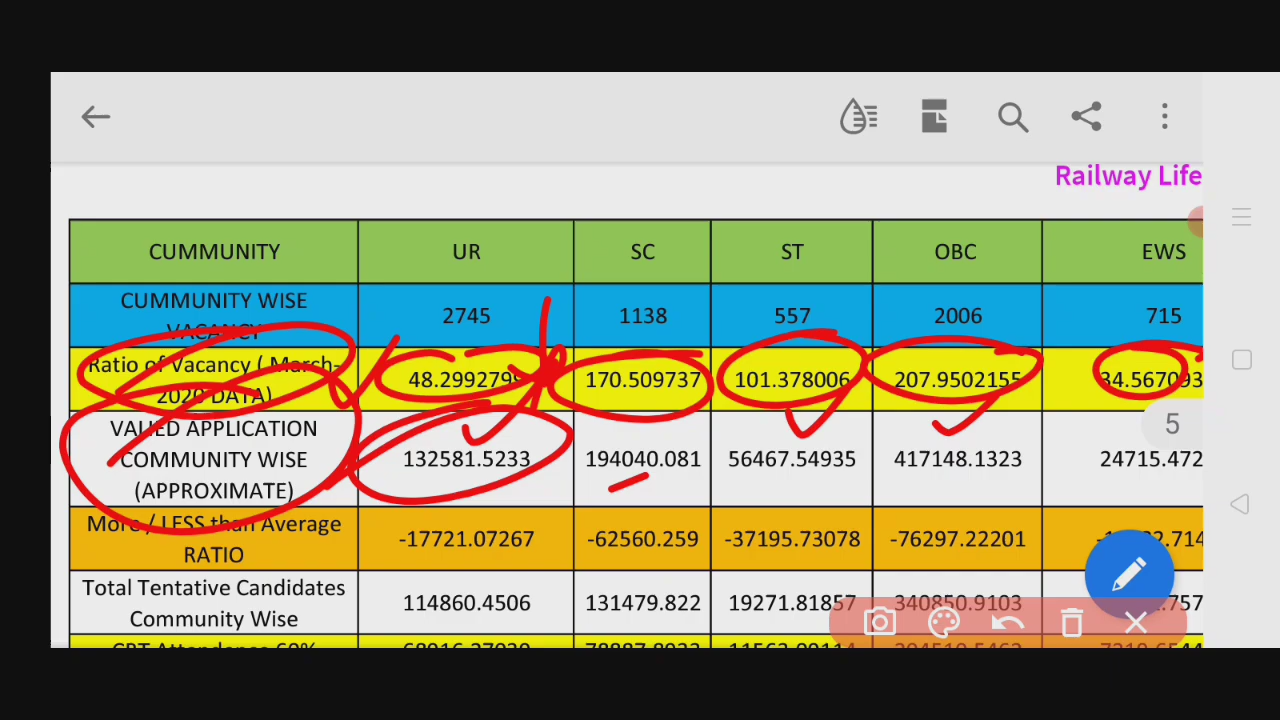 Railway Life
CUMMUNITY UR SC ST OBC EWS
CUMMUNITY WISE
VACANCY 2745 1138 557 2006 715
Ratio of Vacancy ( March-
2020 DATA) 170.509737 101.378006 207.9502155 34.567093
5
VALIED APPLICATION
COMMUNITY WISE 132581.5233 194040.081 56467.54935 417148.1323 24715.472
(APPROXIMATE)
More / LESS than Average
RATIO -17721.07267 -62560.259 -37195.73078 -76297.22201
Total Tentative Candidates
Community Wise 114860.4506 131479.822 19271.81857 340850.9103